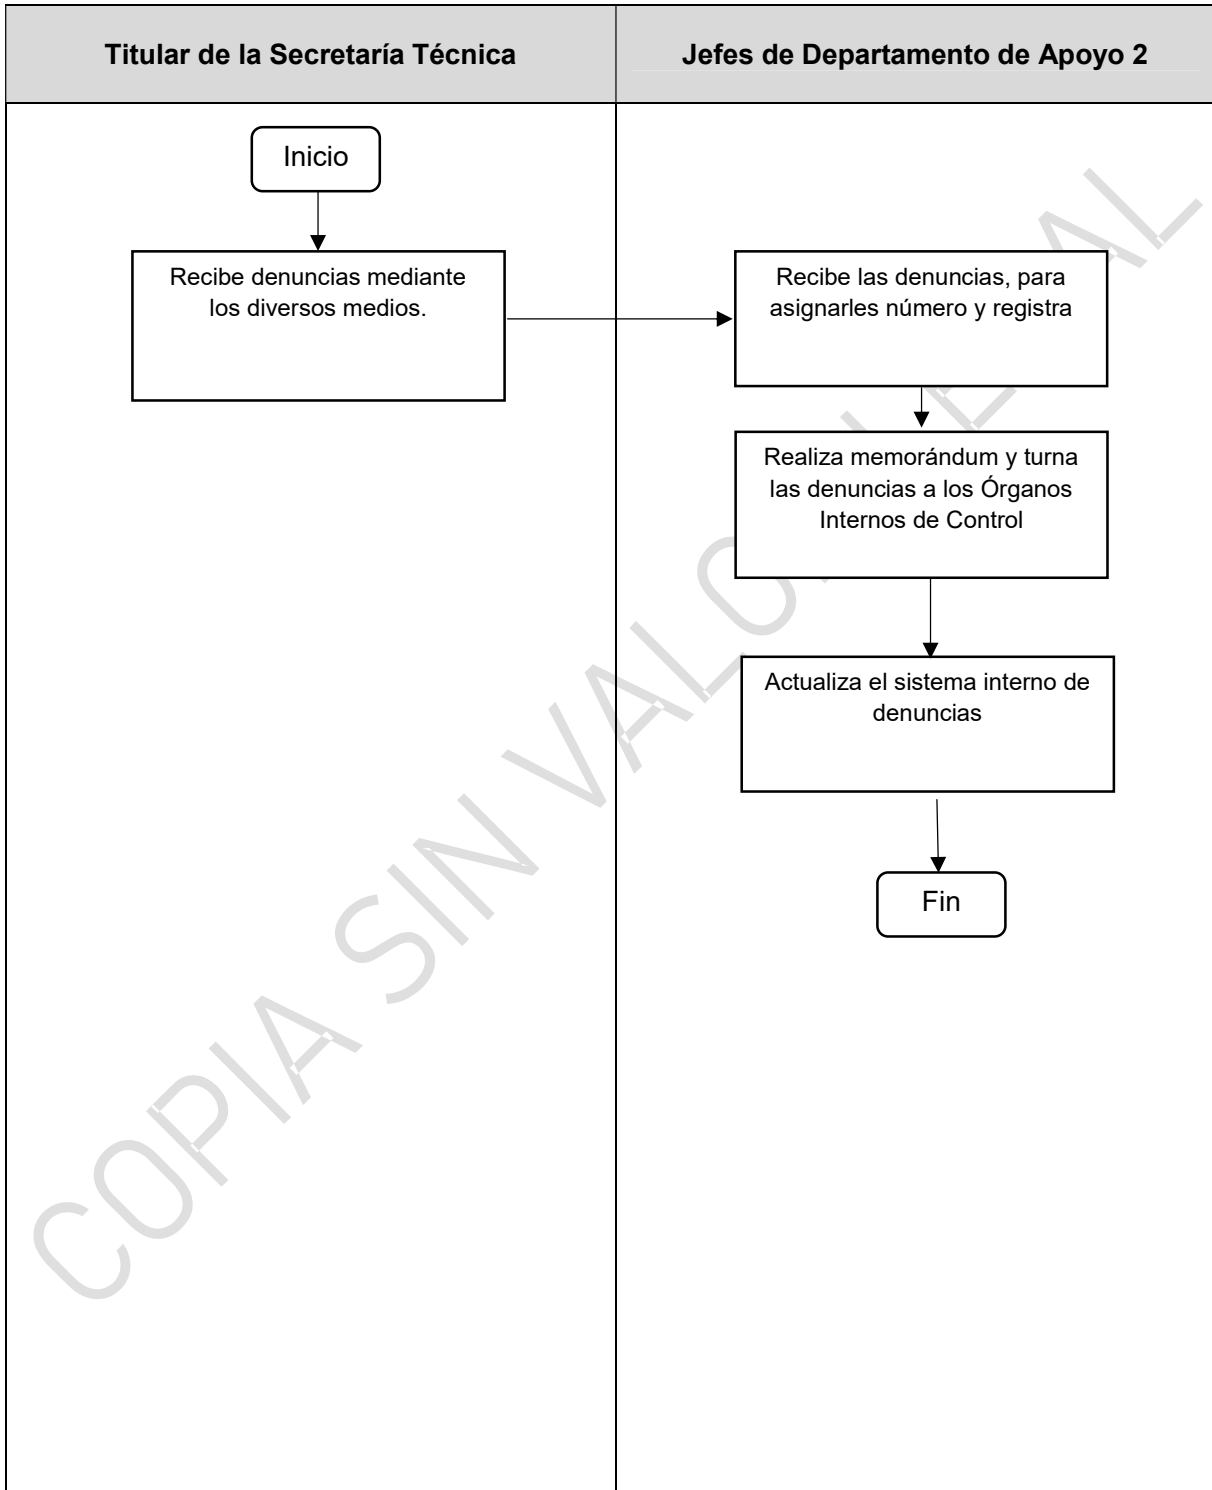 Titular de la Secretaría Técnica
Jefes de Departamento de Apoyo 2
Inicio
Recibe denuncias mediante
los diversos medios.
Recibe las denuncias, para
asignarles número y registra
Realiza memorándum y turna
las denuncias a los Órganos
Internos de Control
Actualiza el sistema interno de
denuncias
Fin
COPIA SIN VALOR LEGAL